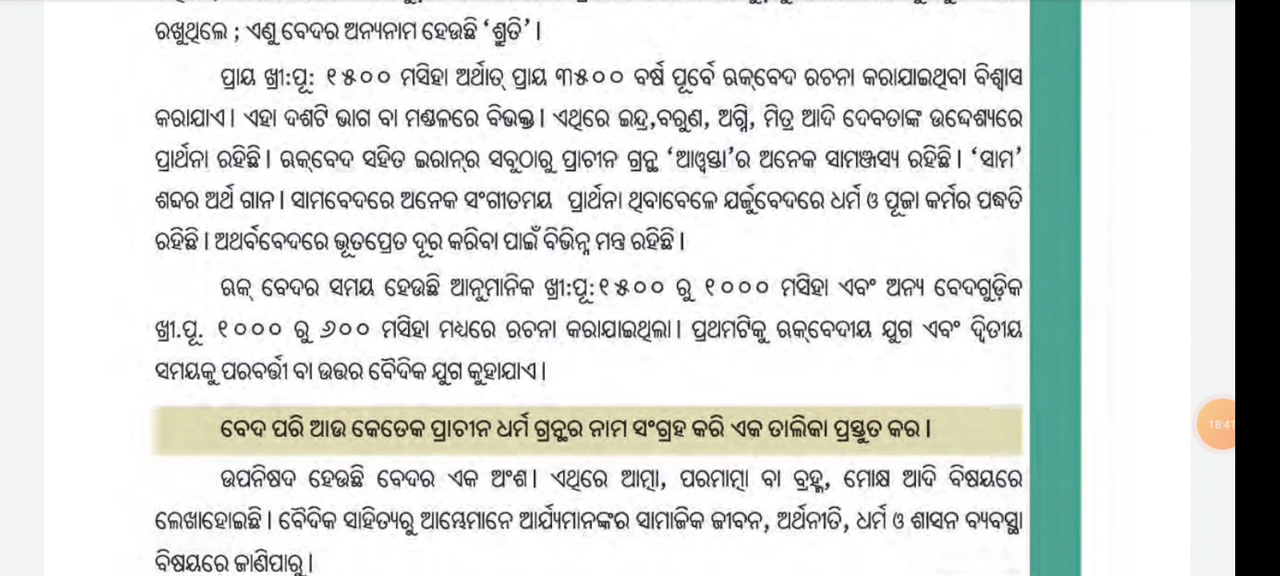 ରଖୁଥିଲେ ; ଏଣୁ ବେଦର ଅନ୍ୟନାମ ହେଉଛି ‘ଶ୍ରୁତି’ ।
ପ୍ରାୟ ଖ୍ରୀ:ପୂ: ୧୫୦୦ ମସିହା ଅର୍ଥାତ୍ ପ୍ରାୟ ୩୫୦୦ ବର୍ଷ ପୂର୍ବେ ଋକ୍‌ବେଦ ରଚନା କରାଯାଇଥିବା ବିଶ୍ୱାସ
କରାଯାଏ । ଏହା ଦଶଟି ଭାଗ ବା ମଣ୍ଡଳରେ ବିଭକ୍ତ । ଏଥିରେ ଇନ୍ଦ୍ର,ବରୁଣ, ଅଗ୍ନି, ମିତ୍ର ଆଦି ଦେବତାଙ୍କ ଉଦ୍ଦେଶ୍ୟରେ
ପ୍ରାର୍ଥନା ରହିଛି । ଋକ୍‌ବେଦ ସହିତ ଇରାନ୍‌ର ସବୁଠାରୁ ପ୍ରାଚୀନ ଗ୍ରନ୍ଥ ‘ଆଓ୍ୱସ୍ତା’ର ଅନେକ ସାମଞ୍ଜସ୍ୟ ରହିଛି । ‘ସାମ’
ଶବ୍ଦର ଅର୍ଥ ଗାନ । ସାମବେଦରେ ଅନେକ ସଂଗୀତମୟ ପ୍ରାର୍ଥନା ଥିବାବେଳେ ଯର୍ଜୁବେଦରେ ଧର୍ମ ଓ ପୂଜା କର୍ମର ପଦ୍ଧତି
ରହିଛି । ଅଥର୍ବବେଦରେ ଭୂତପ୍ରେତ ଦୂର କରିବା ପାଇଁ ବିଭିନ୍ନ ମନ୍ତ୍ର ରହିଛି ।
ଋକ୍ ବେଦର ସମୟ ହେଉଛି ଆନୁମାନିକ ଖ୍ରୀ:ପୂ:୧୫୦୦ ରୁ ୧୦୦୦ ମସିହା ଏବଂ ଅନ୍ୟ ବେଦଗୁଡ଼ିକ
ଖ୍ରୀ.ପୂ. ୧୦୦୦ ରୁ ୬୦୦ ମସିହା ମଧ୍ୟରେ ରଚନା କରାଯାଇଥିଲା । ପ୍ରଥମଟିକୁ ଋକ୍‌ବେଦୀୟ ଯୁଗ ଏବଂ ଦ୍ୱିତୀୟ
ସମୟକୁ ପରବର୍ତ୍ତୀ ବା ଉତ୍ତର ବୈଦିକ ଯୁଗ କୁହାଯାଏ ।
ବେଦ ପରି ଆଉ କେତେକ ପ୍ରାଚୀନ ଧର୍ମ ଗ୍ରନ୍ଥର ନାମ ସଂଗ୍ରହ କରି ଏକ ତାଲିକା ପ୍ରସ୍ତୁତ କର ।
18:41
ଉପନିଷଦ ହେଉଛି ବେଦର ଏକ ଅଂଶ । ଏଥିରେ ଆତ୍ମା, ପରମାତ୍ମା ବା ବ୍ରହ୍ମ, ମୋକ୍ଷ ଆଦି ବିଷୟରେ
ଲେଖାହୋଇଛି । ବୈଦିକ ସାହିତ୍ୟରୁ ଆମ୍ଭେମାନେ ଆର୍ଯ୍ୟମାନଙ୍କର ସାମାଜିକ ଜୀବନ, ଅର୍ଥନୀତି, ଧର୍ମ ଓ ଶାସନ ବ୍ୟବସ୍ଥା
ବିଷୟରେ ଜାଣିପାରୁ ।